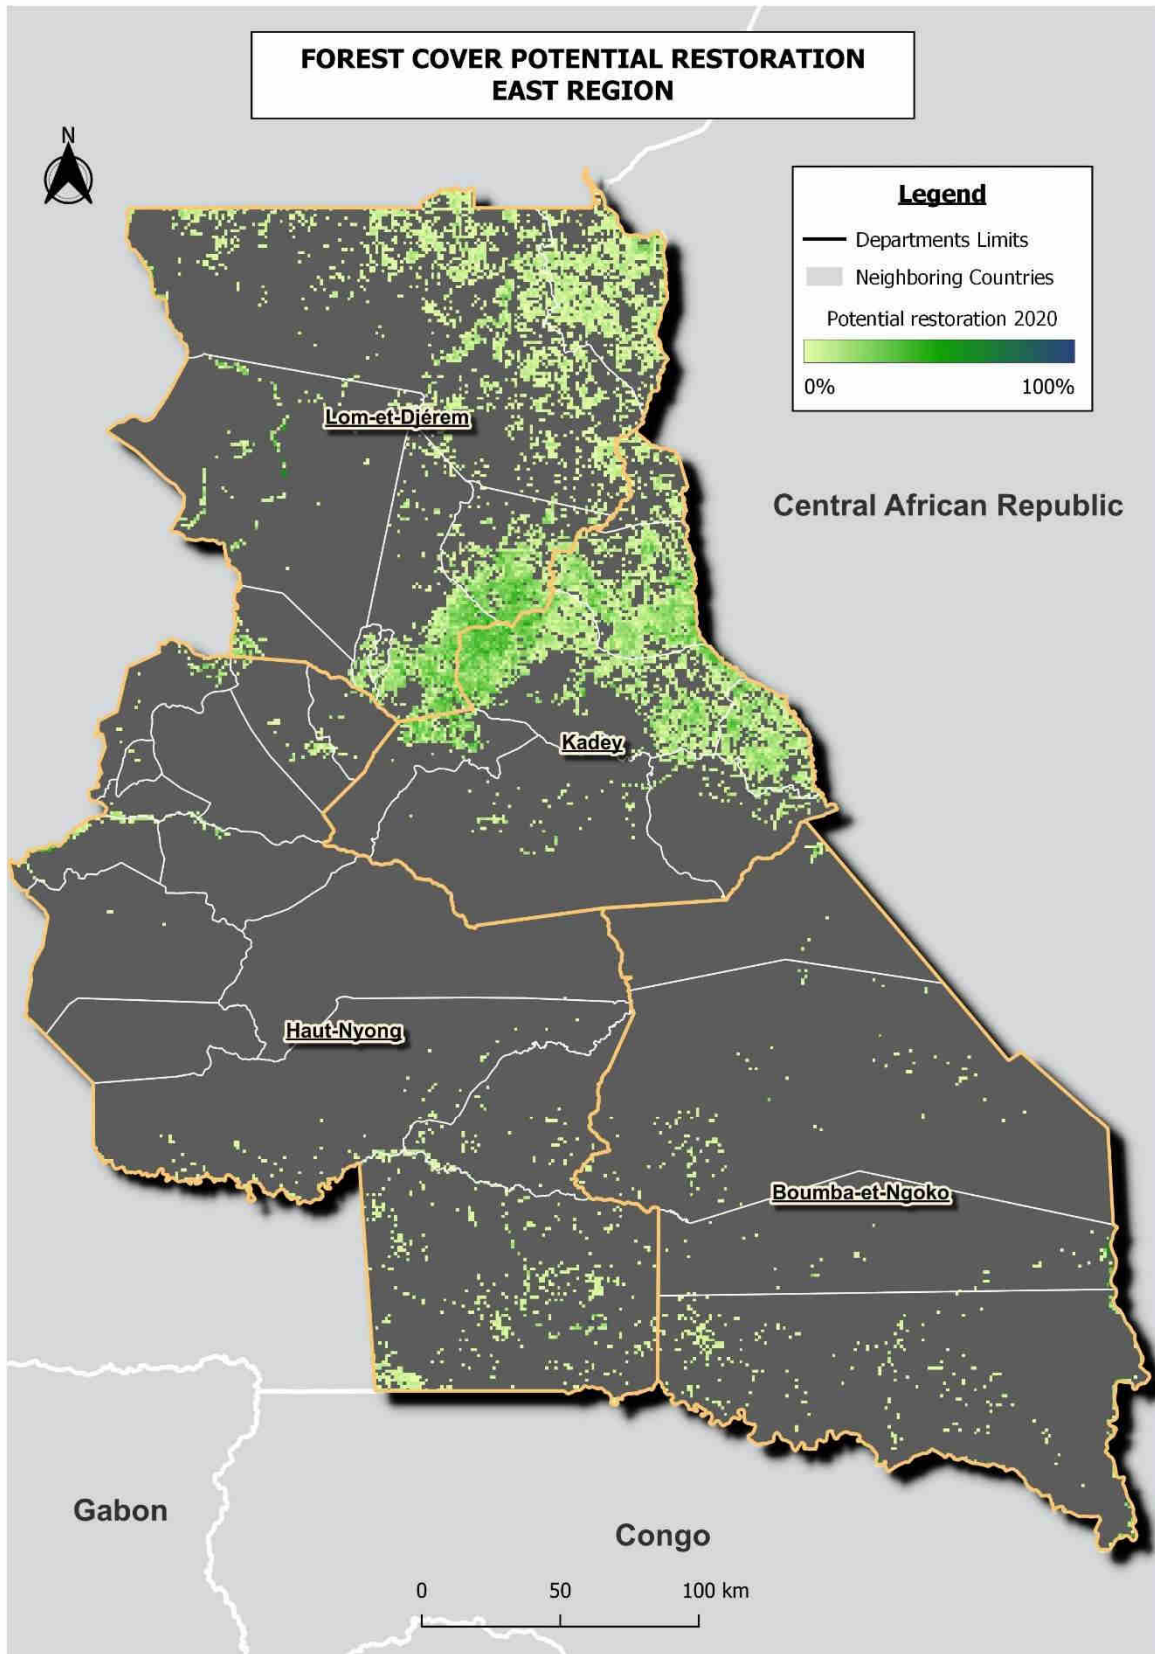 FOREST COVER POTENTIAL RESTORATION
EAST REGION
N
Legend
Departments Limits
Neighboring Countries
Potential restoration 2020
0% 100%
Lom-et-Djérem
Central African Republic
Kadey
Haut-Nyong
Boumba-et-Ngoko
Gabon
Congo
0 50 100 km